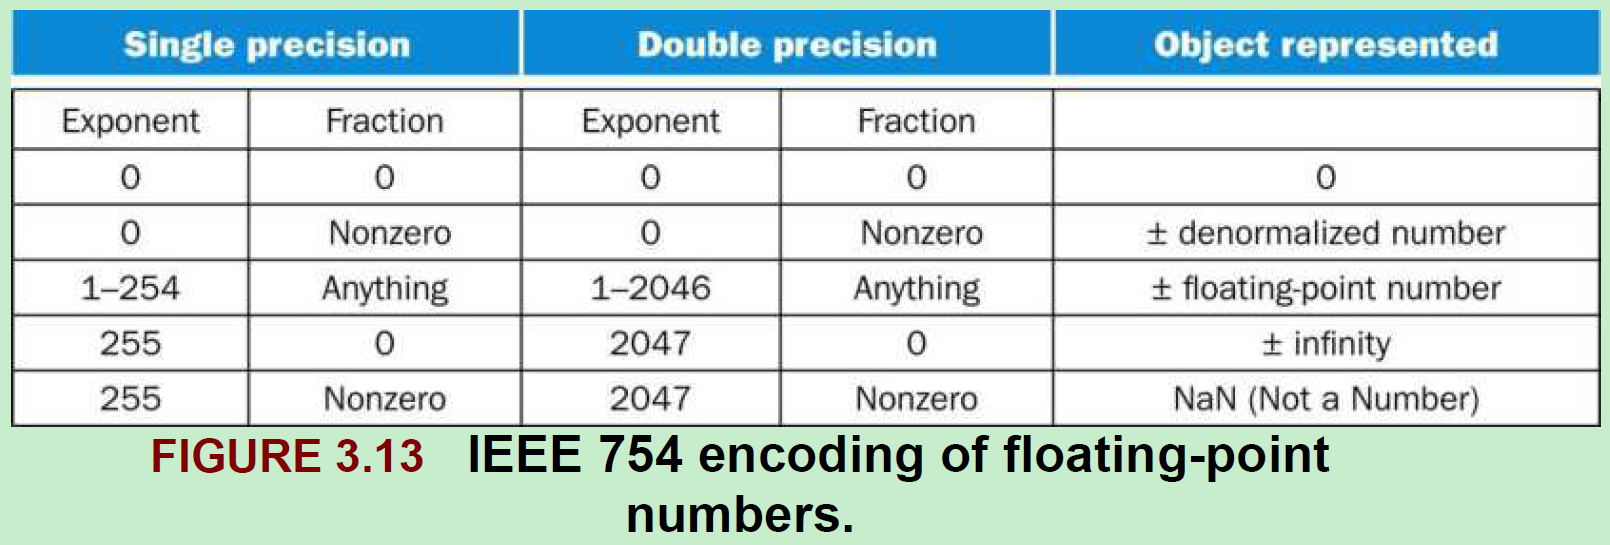 Single precision Double precision Object represented
Exponent Fraction Exponent Fraction
0 0 0 0 0
0 Nonzero 0 Nonzero ± denormalized number
1–254 Anything 1–2046 Anything ± floating-point number
255 0 2047 0 ± infinity
255 Nonzero 2047 Nonzero NaN (Not a Number)
FIGURE 3.13 IEEE 754 encoding of floating-point
numbers.